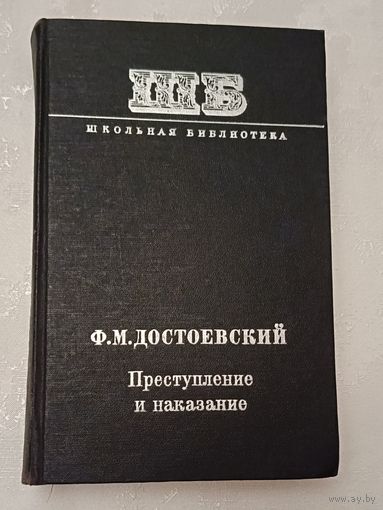 ШБ
ШКОЛЬНАЯ БИБЛИОТЕКА
Ф.М.ДОСТОЕВСКИЙ
Преступление
и наказание
www.ay.by